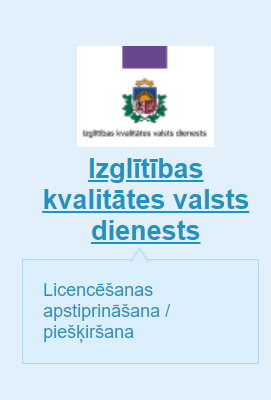 Izglītības kvalitātes valsts dienests
Izglītības
kvalitātes valsts
dienests
Licencēšanas
apstiprināšana /
piešķiršana